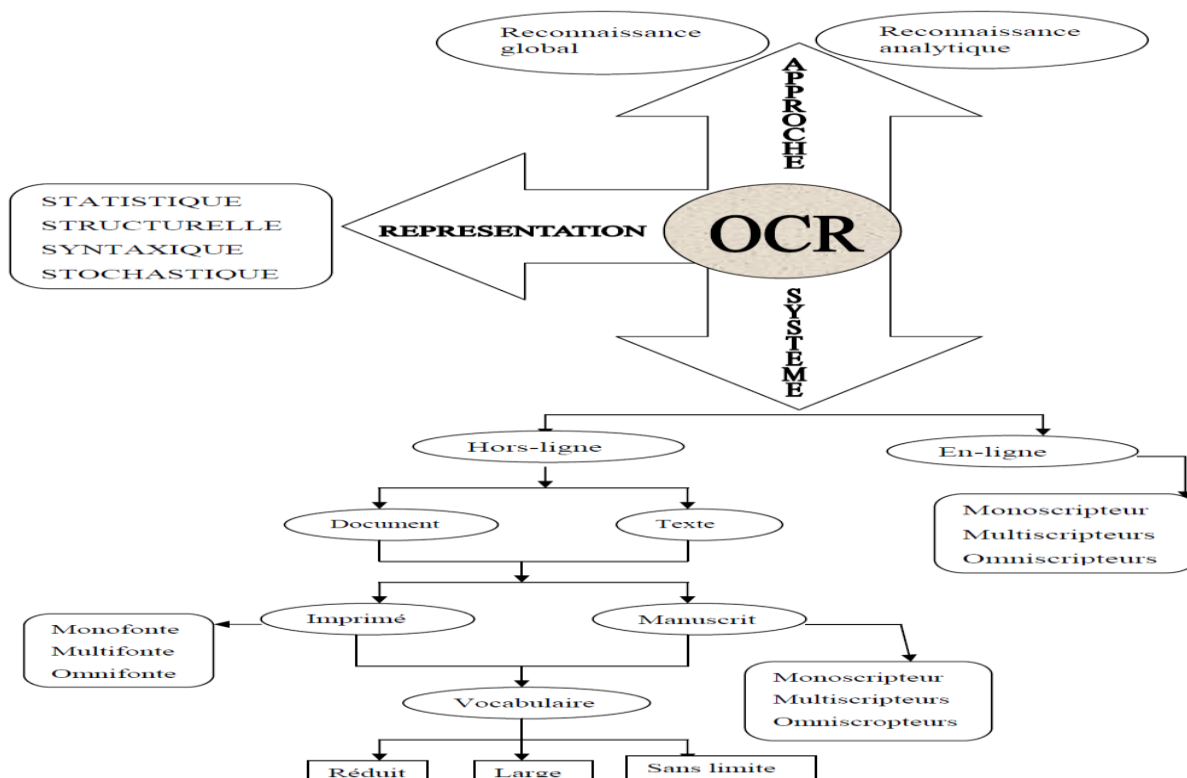 Reconnaissance
global
Reconnaissance
analytique
APPROCHE
STATISTIQUE
STRUCTURELLE
SYNTAXIQUE
STOCHASTIQUE
REPRESENTATION
OCR
SYSTEME
Hors-ligne
En-ligne
Document
Texte
Monoscripteur
Multiscripteurs
Omniscripteurs
Imprimé
Manuscrit
Monofonte
Multifonte
Omnifonte
Monoscripteur
Multiscripteurs
Omniscropteurs
Vocabulaire
Réduit
Large
Sans limite